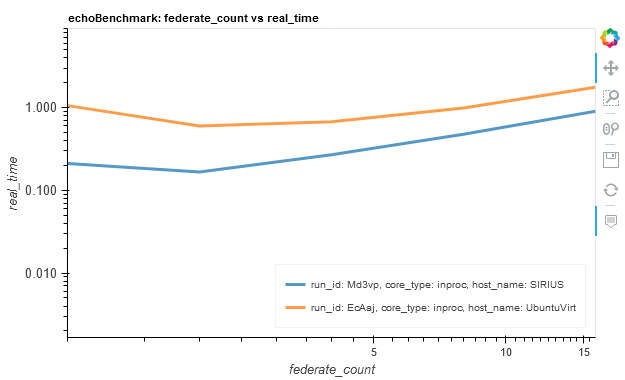 echoBenchmark: federate_count vs real_time
1.000
0.100
0.010
real_time
run_id: Md3vp, core_type: inproc, host_name: SIRIUS
run_id: EcAaj, core_type: inproc, host_name: UbuntuVirt
5
10
15
federate_count